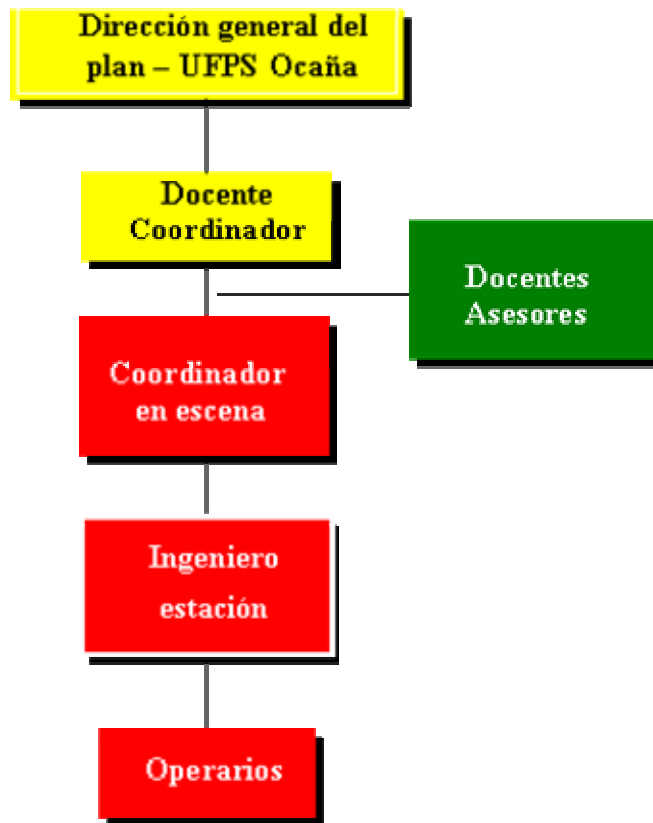 Dirección general del
plan – UFPS Ocaña
Docente
Coordinador
Docentes
Asesores
Coordinador
en escena
Ingeniero
estación
Operarios